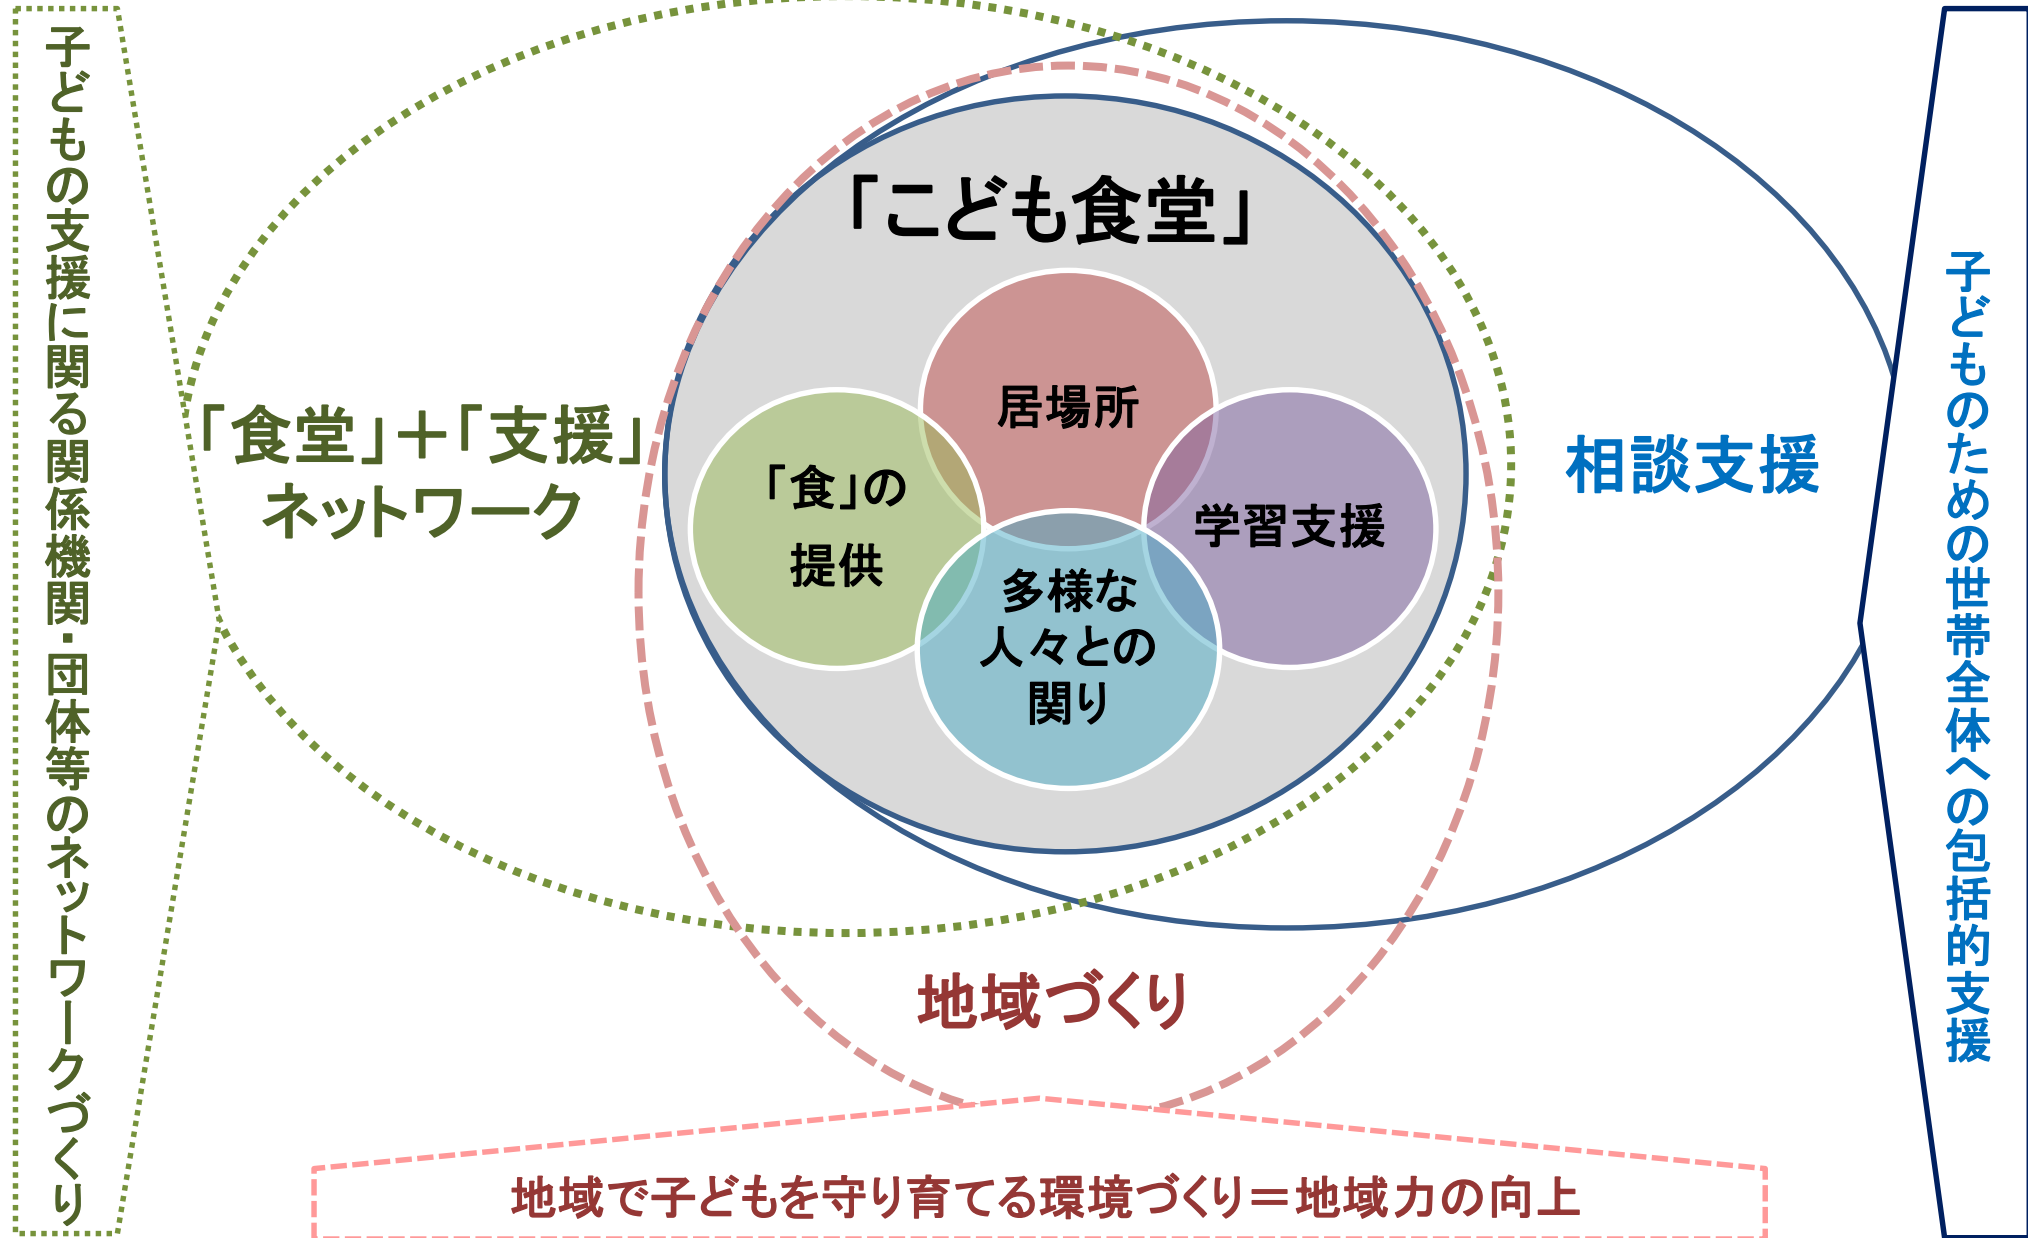 子どもの支援に関る関係機関・団体等のネットワークづくり
「こども食堂」
居場所
「食」の
提供
学習支援
多様な
人々との
関り
「食堂」＋「支援」
ネットワーク
相談支援
地域づくり
子どものための世帯全体への包括的支援
地域で子どもを守り育てる環境づくり＝地域力の向上